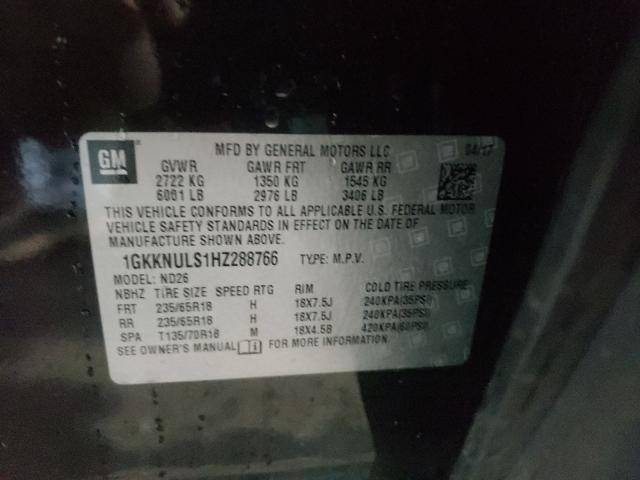 GM
MFD BY GENERAL MOTORS LLC 04/17
GVWR GAWR FRT GAWR RR
2722 KG 1350 KG 1545 KG
6001 LB 2976 LB 3406 LB
THIS VEHICLE CONFORMS TO ALL APPLICABLE U.S. FEDERAL MOTOR
VEHICLE SAFETY STANDARDS IN EFFECT ON THE DATE OF
MANUFACTURE SHOWN ABOVE.
1GKKNULS1HZ288766 TYPE: M.P.V.
MODEL: ND26
NBHZ TIRE SIZE SPEED RTG RIM COLD TIRE PRESSURE
FRT 235/65R18 H 18X7.5J 240KPA(35PSI)
RR 235/65R18 H 18X7.5J 240KPA(35PSI)
SPA T135/70R18 M 18X4.5B 420KPA(60PSI)
SEE OWNER'S MANUAL FOR MORE INFORMATION.